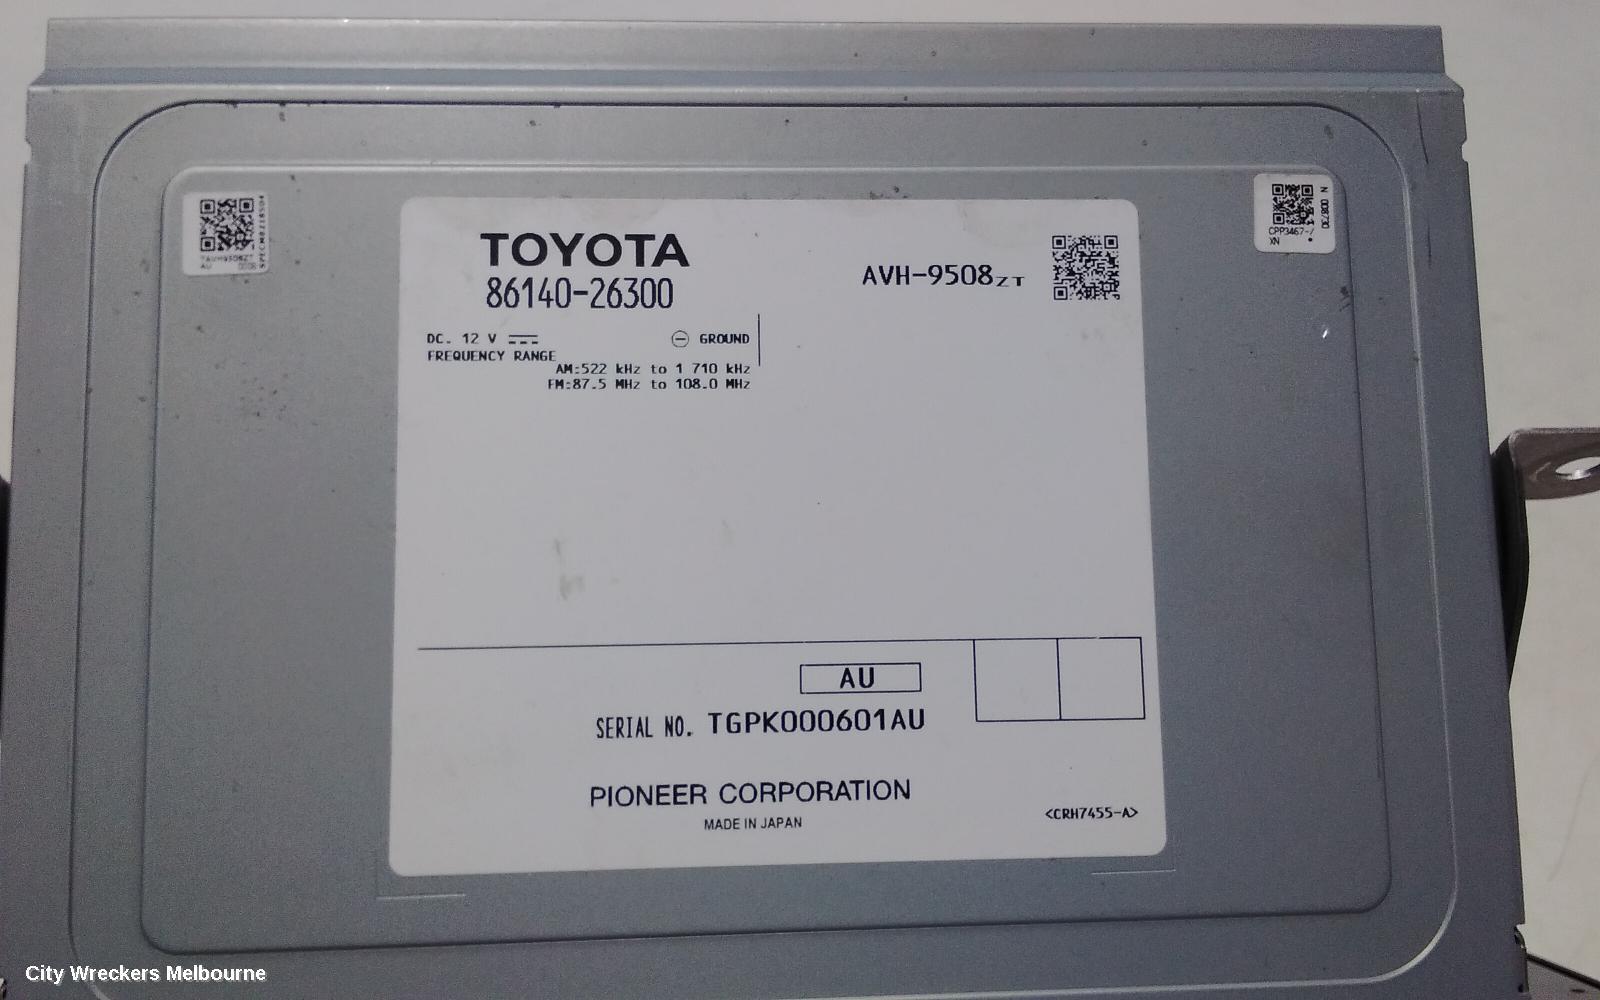 TOYOTA
86140-26300
AVH-9508ZT
DC. 12 V
GROUND
FREQUENCY RANGE
AM:522 kHz to 1 710 kHz
FM:87.5 MHz to 108.0 MHz
CPP3467-/
XN
AU
AU
SERIAL NO. TGPK000601AU
PIONEER CORPORATION
MADE IN JAPAN
<CRH7455-A>
City Wreckers Melbourne